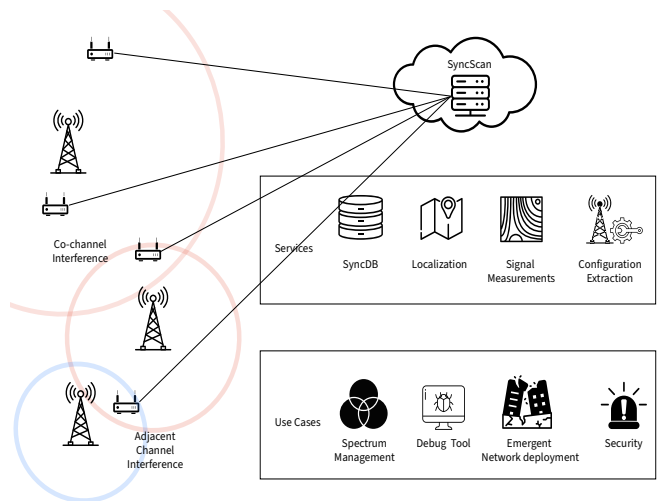 SyncScan
Co-channel
Interference
Services
SyncDB
Localization
Signal
Measurements
Configuration
Extraction
Adjacent
Channel
Interference
Use Cases
Spectrum
Management
Debug Tool
Emergent
Network deployment
Security